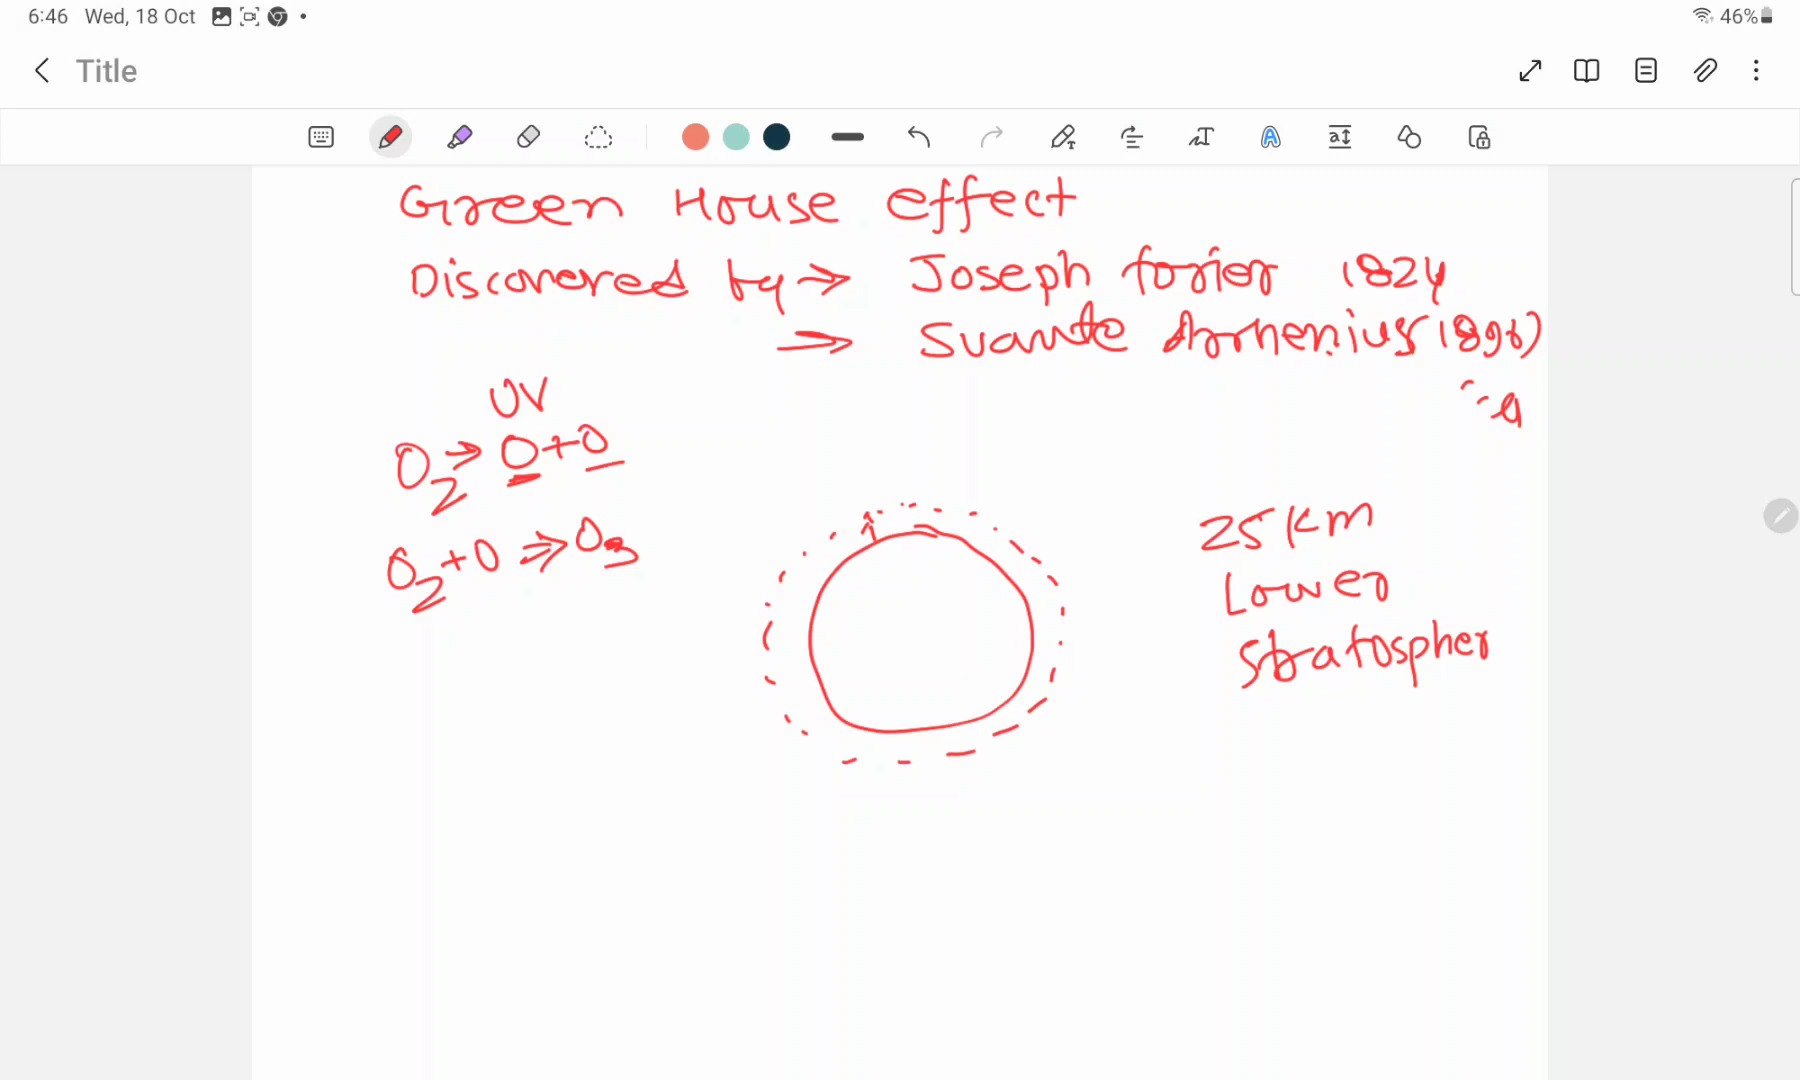 6:46 Wed, 18 Oct 46%
Title
Green House effect
Discovered by → Joseph forier 1824
⇒ Svante Arrhenius (1896)
UV
O2 → O + O
O2 + O ⇒ O3
25 km
Lower
Stratospher